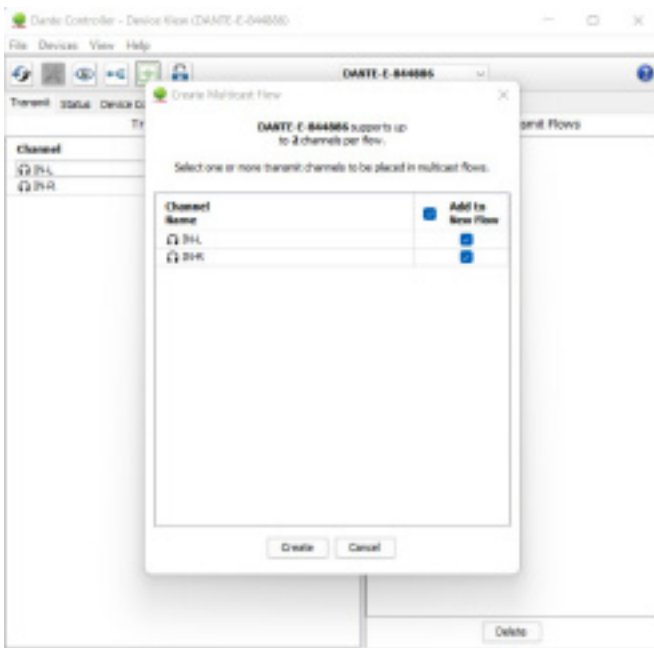 Dante Controller - Device View (DANTE-E-844886)
File Devices View Help
DANTE-E-844886
Transmit Status Device
Create Multicast Flow
DANTE-E-844886 supports up
to 2 channels per flow.
Select one or more transmit channels to be placed in multicast flows.
Channel
IN-L
IN-R
Channel
Name
Add to
New Flow
IN-L
IN-R
Create Cancel
Flows
Delete